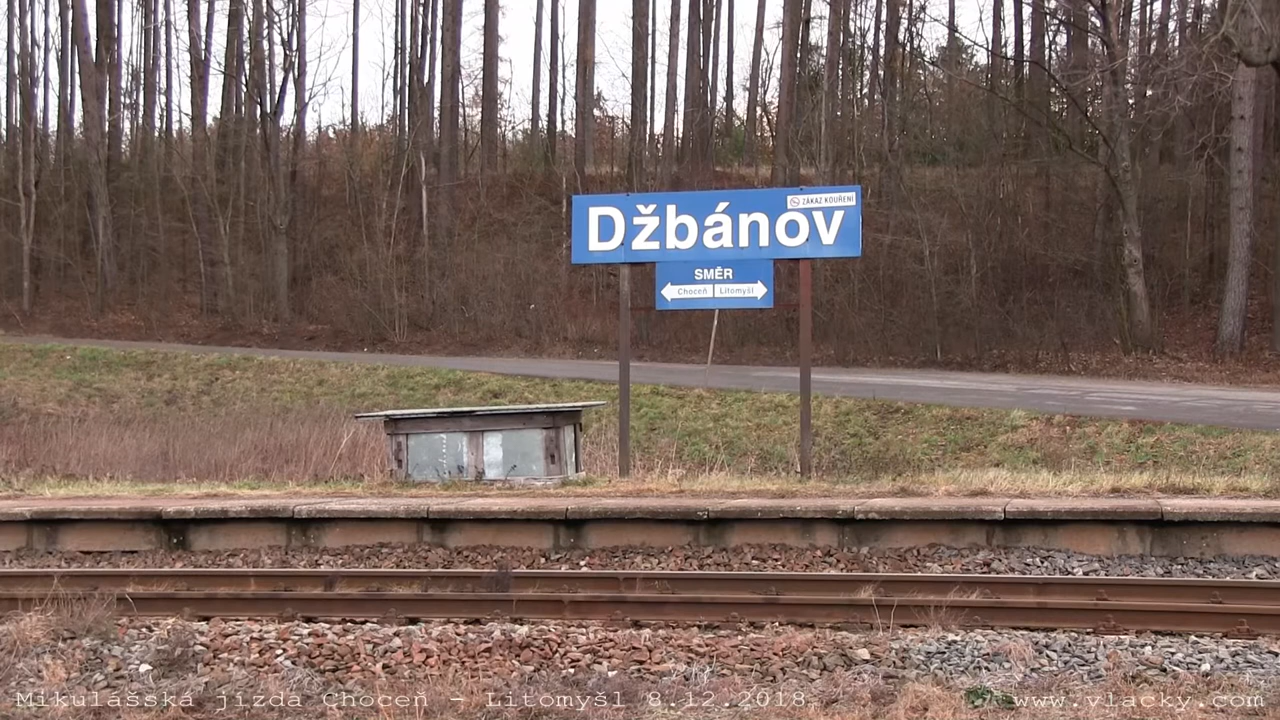 ZÁKAZ KOUŘENÍ
Džbánov
SMĚR
Choceň Litomyšl
Mikulášská jízda Choceň - Litomyšl 8.12.2018
www.vlacky.com